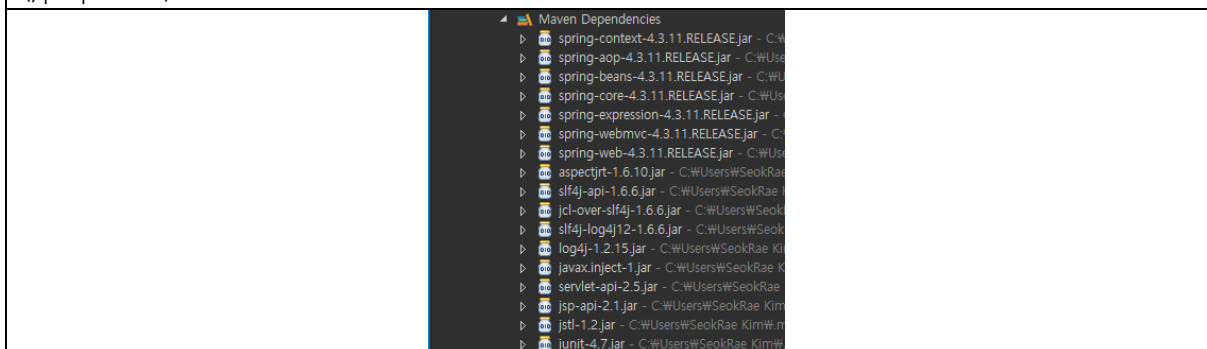 Maven Dependencies
spring-context-4.3.11.RELEASE.jar - C:₩
spring-aop-4.3.11.RELEASE.jar - C:₩Use
spring-beans-4.3.11.RELEASE.jar - C:₩U
spring-core-4.3.11.RELEASE.jar - C:₩Us
spring-expression-4.3.11.RELEASE.jar -
spring-webmvc-4.3.11.RELEASE.jar - C:
spring-web-4.3.11.RELEASE.jar - C:₩Use
aspectjrt-1.6.10.jar - C:₩Users₩SeokRae
slf4j-api-1.6.6.jar - C:₩Users₩SeokRae
jcl-over-slf4j-1.6.6.jar - C:₩Users₩Seok
slf4j-log4j12-1.6.6.jar - C:₩Users₩Seok
log4j-1.2.15.jar - C:₩Users₩SeokRae Ki
javax.inject-1.jar - C:₩Users₩SeokRae K
servlet-api-2.5.jar - C:₩Users₩SeokRae
jsp-api-2.1.jar - C:₩Users₩SeokRae Kim
jstl-1.2.jar - C:₩Users₩SeokRae Kim₩.m
junit-4.7.jar - C:₩Users₩SeokRae Kim₩